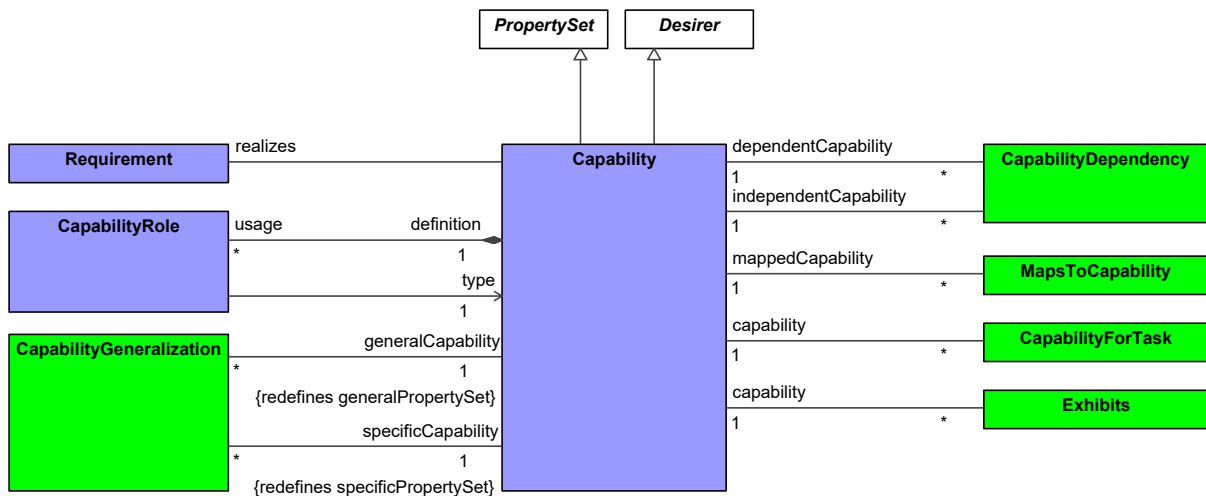 PropertySet
Desirer
Requirement
realizes
Capability
dependentCapability
1
*
CapabilityDependency
independentCapability
1
*
CapabilityRole
usage
*
definition
1
type
1
mappedCapability
1
*
MapsToCapability
CapabilityGeneralization
generalCapability
*
1
{redefines generalPropertySet}
specificCapability
*
1
{redefines specificPropertySet}
capability
1
*
CapabilityForTask
capability
1
*
Exhibits